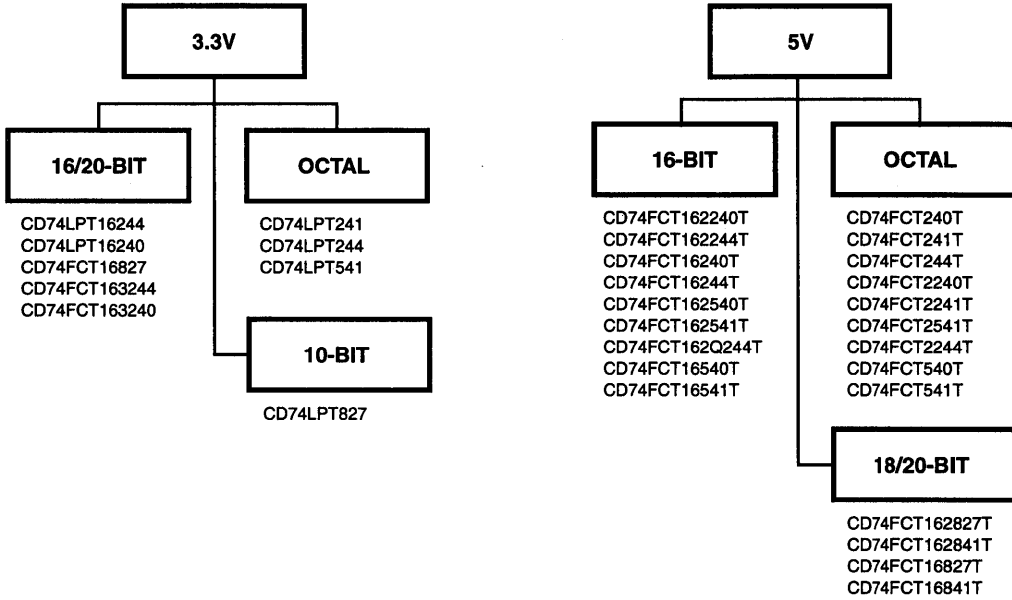 3.3V
16/20-BIT
CD74LPT16244
CD74LPT16240
CD74FCT16827
CD74FCT163244
CD74FCT163240
OCTAL
CD74LPT241
CD74LPT244
CD74LPT541
10-BIT
CD74LPT827
5V
16-BIT
CD74FCT162240T
CD74FCT162244T
CD74FCT16240T
CD74FCT16244T
CD74FCT162540T
CD74FCT162541T
CD74FCT162Q244T
CD74FCT16540T
CD74FCT16541T
OCTAL
CD74FCT240T
CD74FCT241T
CD74FCT244T
CD74FCT2240T
CD74FCT2241T
CD74FCT2541T
CD74FCT2244T
CD74FCT540T
CD74FCT541T
18/20-BIT
CD74FCT162827T
CD74FCT162841T
CD74FCT16827T
CD74FCT16841T